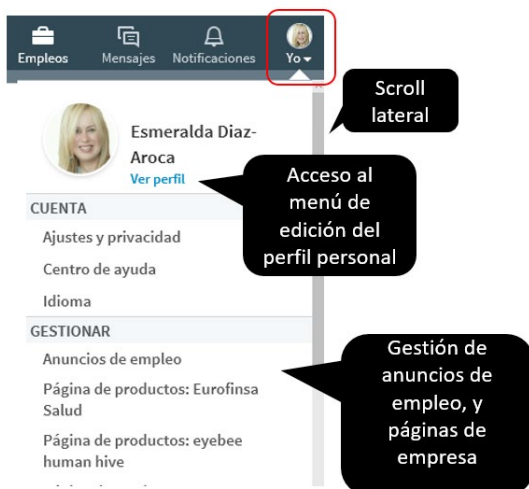 Empleos
Mensajes
Notificaciones
Yo
Scroll
lateral
Esmeralda Diaz-
Aroca
Ver perfil
Acceso al
menú de
edición del
perfil personal
CUENTA
Ajustes y privacidad
Centro de ayuda
Idioma
GESTIONAR
Anuncios de empleo
Página de productos: Eurofinsa
Salud
Página de productos: eyebee
human hive
Gestión de
anuncios de
empleo, y
páginas de
empresa